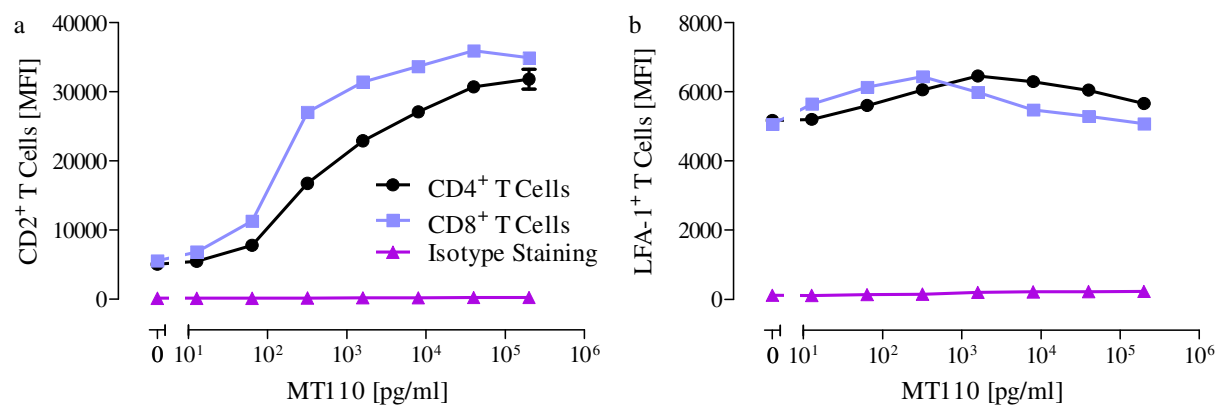 a
CD2⁺ T Cells [MFI]
40000
30000
20000
10000
0
CD4⁺ T Cells
CD8⁺ T Cells
Isotype Staining
0 10¹ 10² 10³ 10⁴ 10⁵ 10⁶
MT110 [pg/ml]
b
LFA-1⁺ T Cells [MFI]
8000
6000
4000
2000
0
0 10¹ 10² 10³ 10⁴ 10⁵ 10⁶
MT110 [pg/ml]